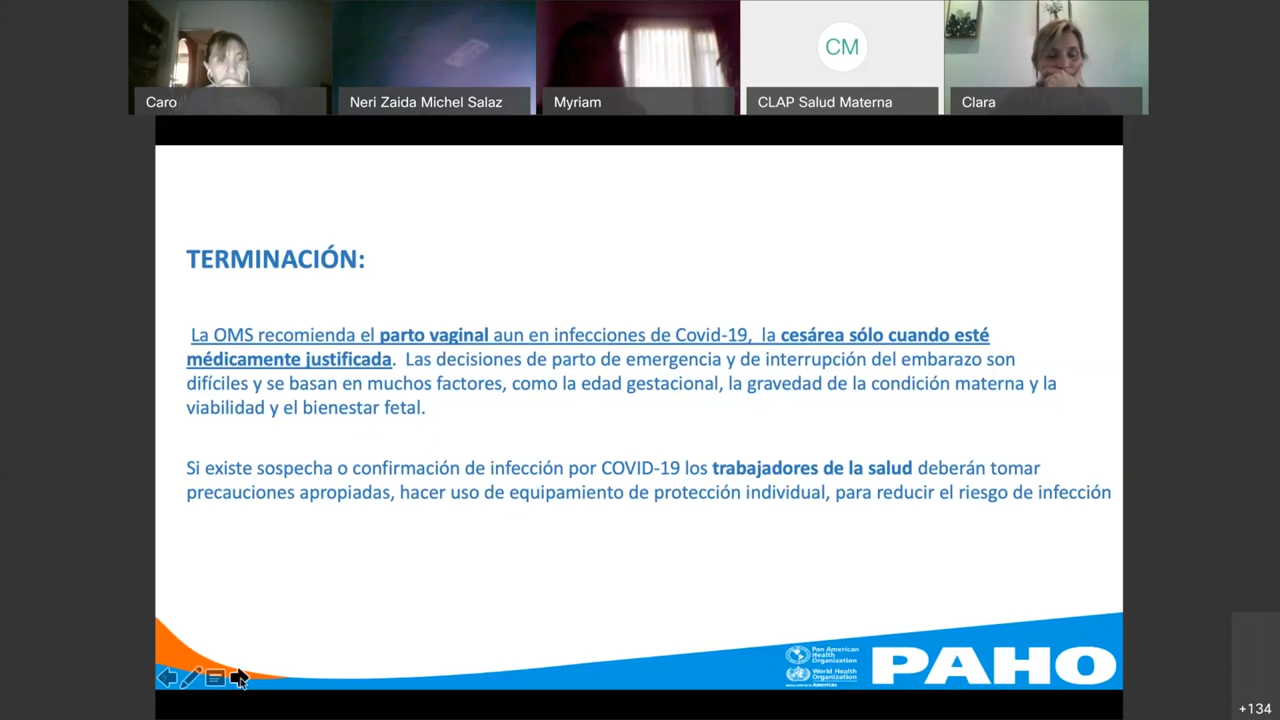 CM
Caro
Neri Zaida Michel Salaz
Myriam
CLAP Salud Materna
Clara
TERMINACIÓN:
La OMS recomienda el parto vaginal aun en infecciones de Covid-19, la cesárea sólo cuando esté
médicamente justificada. Las decisiones de parto de emergencia y de interrupción del embarazo son
difíciles y se basan en muchos factores, como la edad gestacional, la gravedad de la condición materna y la
viabilidad y el bienestar fetal.
Si existe sospecha o confirmación de infección por COVID-19 los trabajadores de la salud deberán tomar
precauciones apropiadas, hacer uso de equipamiento de protección individual, para reducir el riesgo de infección
Pan American
Health
Organization
World Health
Organization
Americas
PAHO
+134